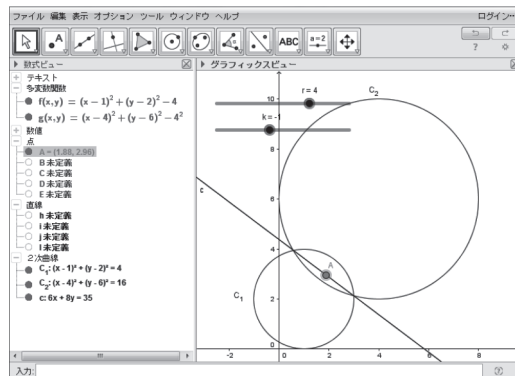 ファイル 編集 表示 オプション ツール ウィンドウ ヘルプ ログイン…
ABC a=2
▶ 数式ビュー
テキスト
多変数関数
f(x,y) = (x − 1)² + (y − 2)² − 4
g(x,y) = (x − 4)² + (y − 6)² − 4²
数値
点
A = (1.88, 2.96)
B 未定義
C 未定義
D 未定義
E 未定義
直線
h 未定義
i 未定義
j 未定義
l 未定義
2次曲線
C₁: (x - 1)² + (y - 2)² = 4
C₂: (x - 4)² + (y - 6)² = 16
c: 6x + 8y = 35
▶ グラフィックスビュー
r = 4
C₂
10
k = -1
8
c
6
4
A
C₁
2
0
-2 0 2 4 6 8
入力: